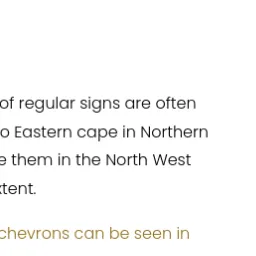 of regular signs are often
o Eastern cape in Northern
e them in the North West
xtent.
chevrons can be seen in